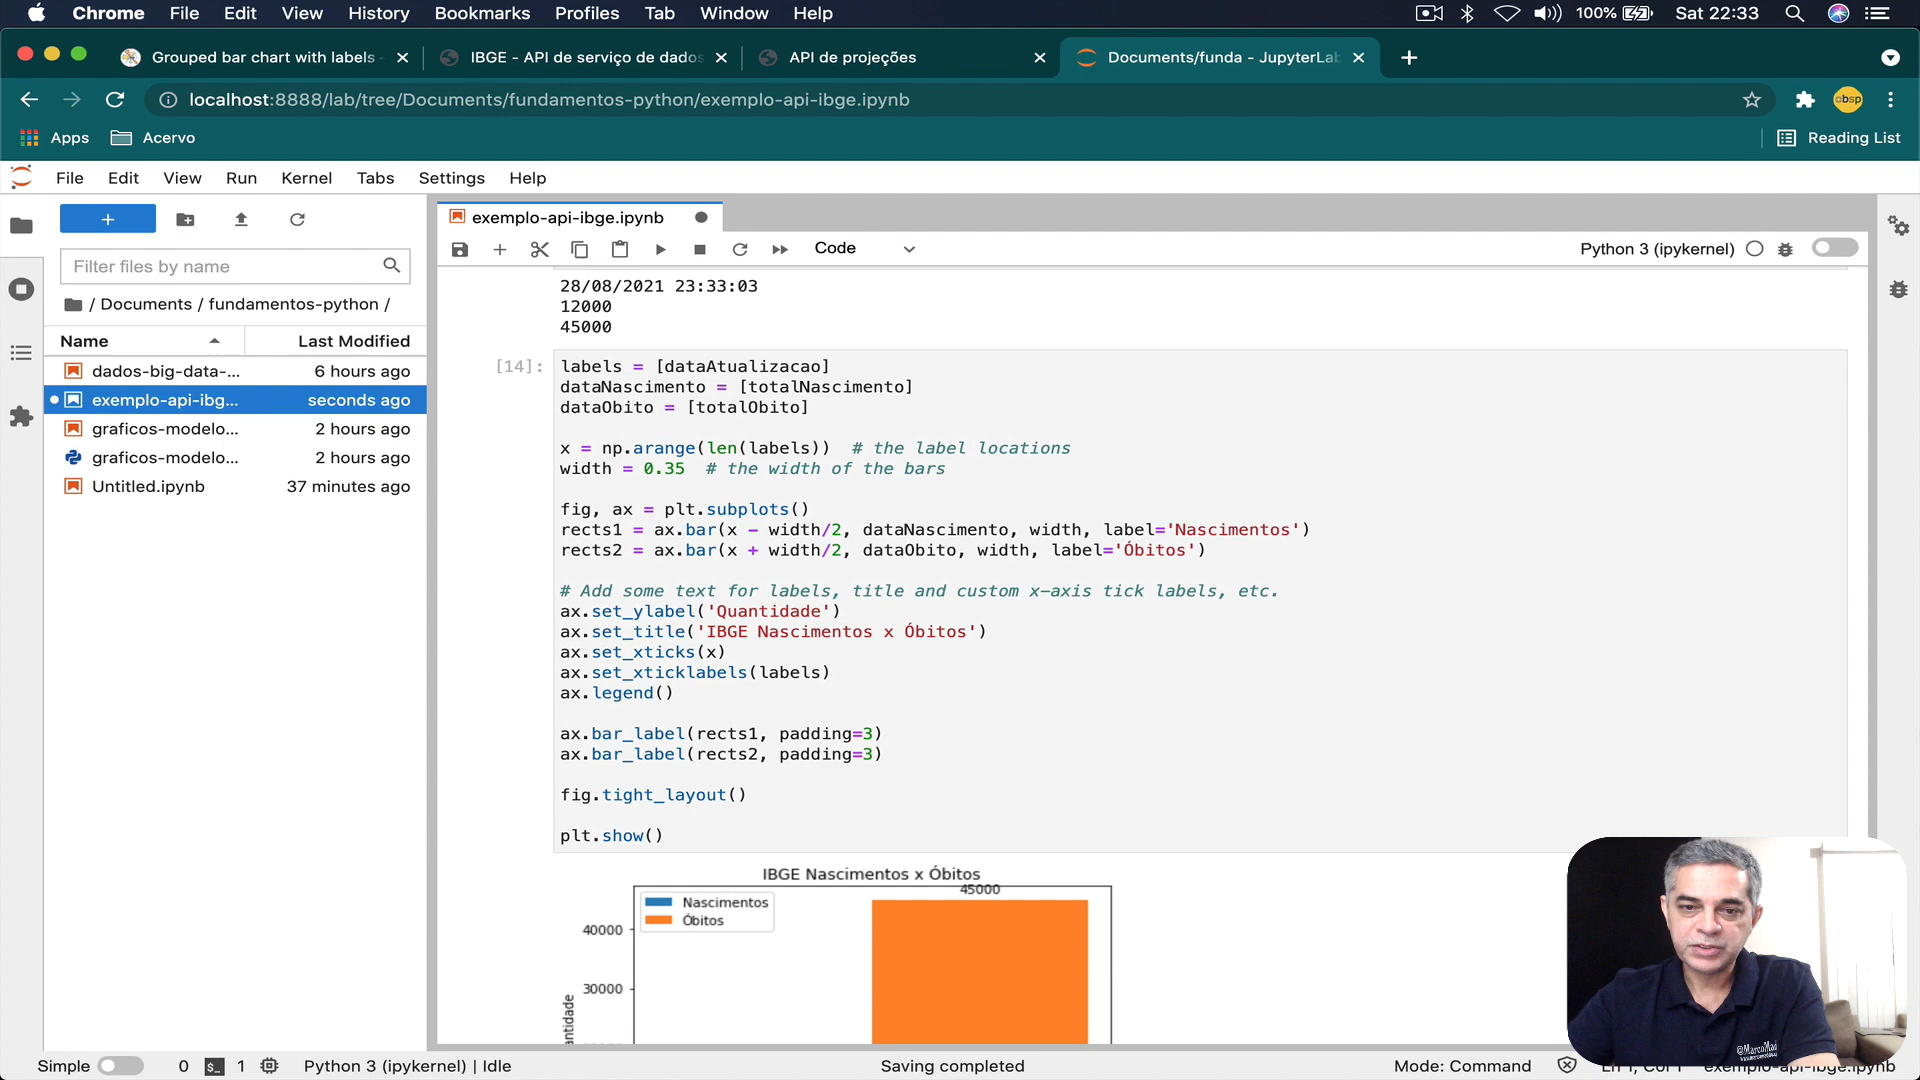 Chrome File Edit View History Bookmarks Profiles Tab Window Help 100% Sat 22:33
Grouped bar chart with labels - IBGE - API de serviço de dados API de projeções Documents/funda - JupyterLab
localhost:8888/lab/tree/Documents/fundamentos-python/exemplo-api-ibge.ipynb obsp
Apps Acervo Reading List
File Edit View Run Kernel Tabs Settings Help
exemplo-api-ibge.ipynb
Code Python 3 (ipykernel)
Filter files by name
/ Documents / fundamentos-python /
Name Last Modified
dados-big-data-... 6 hours ago
exemplo-api-ibg... seconds ago
graficos-modelo... 2 hours ago
graficos-modelo... 2 hours ago
Untitled.ipynb 37 minutes ago
28/08/2021 23:33:03
12000
45000
[14]:
labels = [dataAtualizacao]
dataNascimento = [totalNascimento]
dataObito = [totalObito]
x = np.arange(len(labels))  # the label locations
width = 0.35  # the width of the bars
fig, ax = plt.subplots()
rects1 = ax.bar(x - width/2, dataNascimento, width, label='Nascimentos')
rects2 = ax.bar(x + width/2, dataObito, width, label='Óbitos')
# Add some text for labels, title and custom x-axis tick labels, etc.
ax.set_ylabel('Quantidade')
ax.set_title('IBGE Nascimentos x Óbitos')
ax.set_xticks(x)
ax.set_xticklabels(labels)
ax.legend()
ax.bar_label(rects1, padding=3)
ax.bar_label(rects2, padding=3)
fig.tight_layout()
plt.show()
IBGE Nascimentos x Óbitos
45000
Nascimentos
Óbitos
40000
30000
antidade
@MarcoMad
Simple 0 1 Python 3 (ipykernel) | Idle Saving completed Mode: Command Ln 1, Col 1 exemplo-api-ibge.ipynb